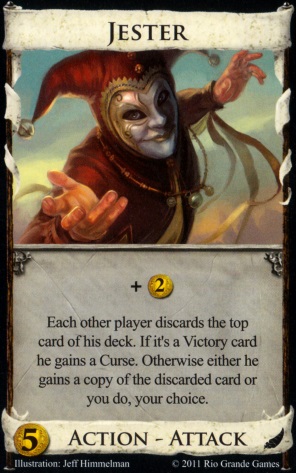 JESTER
+ 2
Each other player discards the top
card of his deck. If it's a Victory card
he gains a Curse. Otherwise either he
gains a copy of the discarded card or
you do, your choice.
5 ACTION - ATTACK
Illustration: Jeff Himmelman © 2011 Rio Grande Games